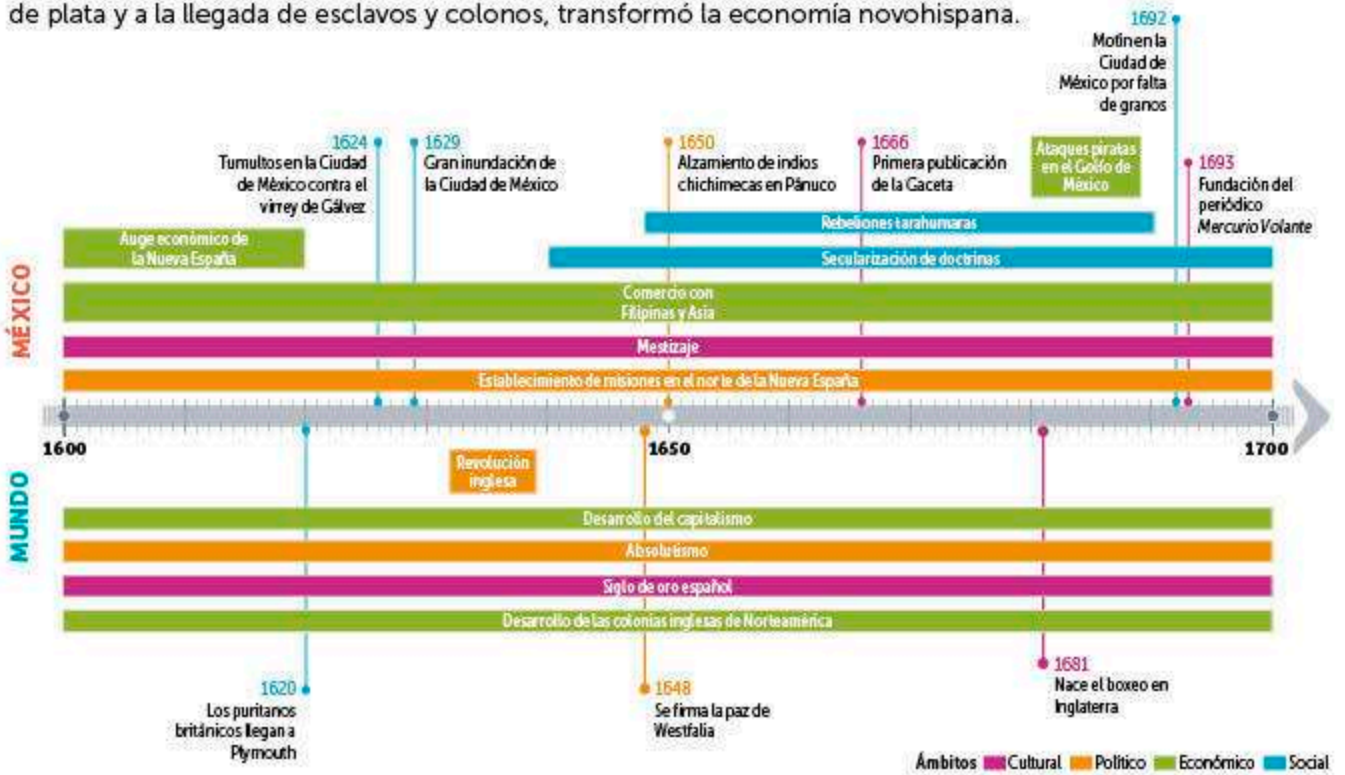 de plata y a la llegada de esclavos y colonos, transformó la economía novohispana.
1692
Motín en la
Ciudad de
México por falta
de granos
1624
Tumultos en la Ciudad
de México contra el
virrey de Gálvez
1629
Gran inundación de
la Ciudad de México
1650
Alzamiento de indios
chichimecas en Pánuco
1666
Primera publicación
de la Gaceta
Ataques piratas
en el Golfo de
México
1693
Fundación del
periódico
Mercurio Volante
Rebeliones tarahumaras
Auge económico de
la Nueva España
Secularización de doctrinas
MÉXICO
Comercio con
Filipinas y Asia
Mestizaje
Establecimiento de misiones en el norte de la Nueva España
1600
1650
1700
MUNDO
Revolución
inglesa
Desarrollo del capitalismo
Absolutismo
Siglo de oro español
Desarrollo de las colonias inglesas de Norteamérica
1620
Los puritanos
británicos llegan a
Plymouth
1648
Se firma la paz de
Westfalia
1681
Nace el boxeo en
Inglaterra
Ámbitos Cultural Político Económico Social